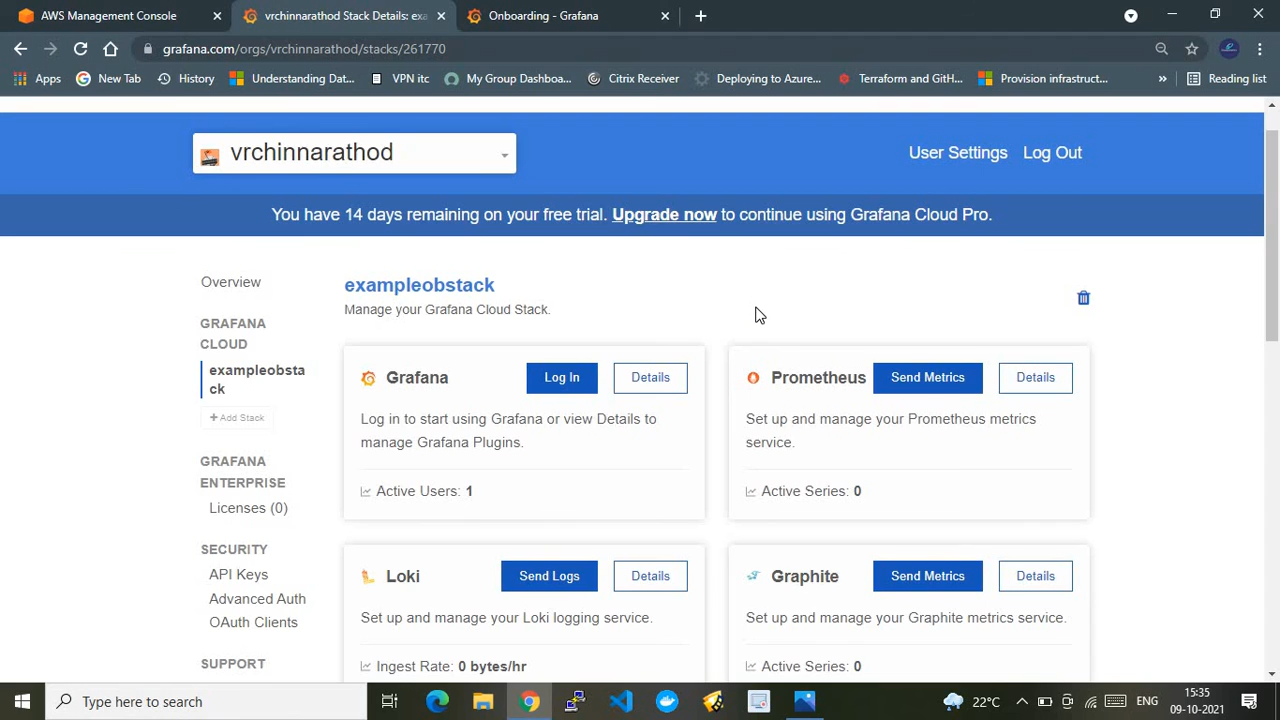 AWS Management Console
vrchinnarathod Stack Details: exa
Onboarding - Grafana
grafana.com/orgs/vrchinnarathod/stacks/261770
Apps
New Tab
History
Understanding Dat...
VPN itc
My Group Dashboa...
Citrix Receiver
Deploying to Azure...
Terraform and GitH...
Provision infrastruct...
»
Reading list
vrchinnarathod
User Settings
Log Out
You have 14 days remaining on your free trial. Upgrade now to continue using Grafana Cloud Pro.
Overview
GRAFANA
CLOUD
exampleobsta
ck
+ Add Stack
GRAFANA
ENTERPRISE
Licenses (0)
SECURITY
API Keys
Advanced Auth
OAuth Clients
SUPPORT
exampleobstack
Manage your Grafana Cloud Stack.
Grafana
Log In
Details
Log in to start using Grafana or view Details to
manage Grafana Plugins.
Active Users: 1
Prometheus
Send Metrics
Details
Set up and manage your Prometheus metrics
service.
Active Series: 0
Loki
Send Logs
Details
Set up and manage your Loki logging service.
Ingest Rate: 0 bytes/hr
Graphite
Send Metrics
Details
Set up and manage your Graphite metrics service.
Active Series: 0
Type here to search
22°C
ENG
15:35
09-10-2021